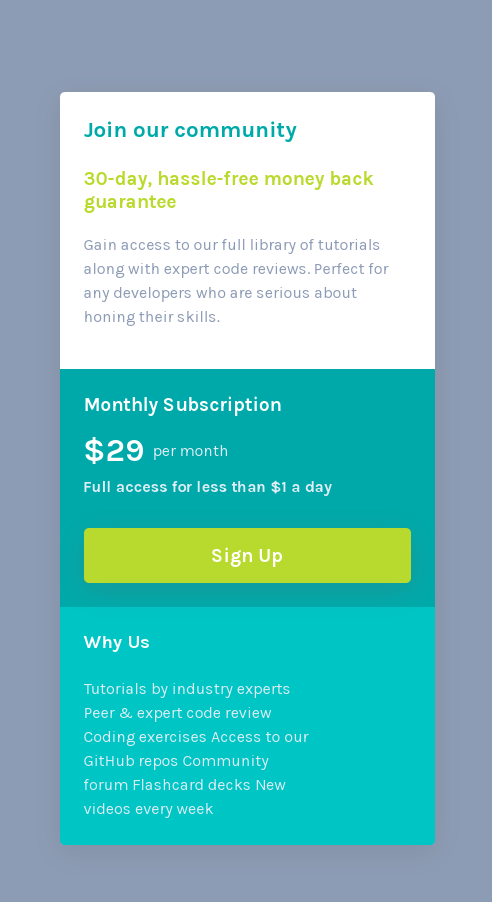 Join our community
30-day, hassle-free money back
guarantee
Gain access to our full library of tutorials
along with expert code reviews. Perfect for
any developers who are serious about
honing their skills.
Monthly Subscription
$29 per month
Full access for less than $1 a day
Sign Up
Why Us
Tutorials by industry experts
Peer & expert code review
Coding exercises Access to our
GitHub repos Community
forum Flashcard decks New
videos every week